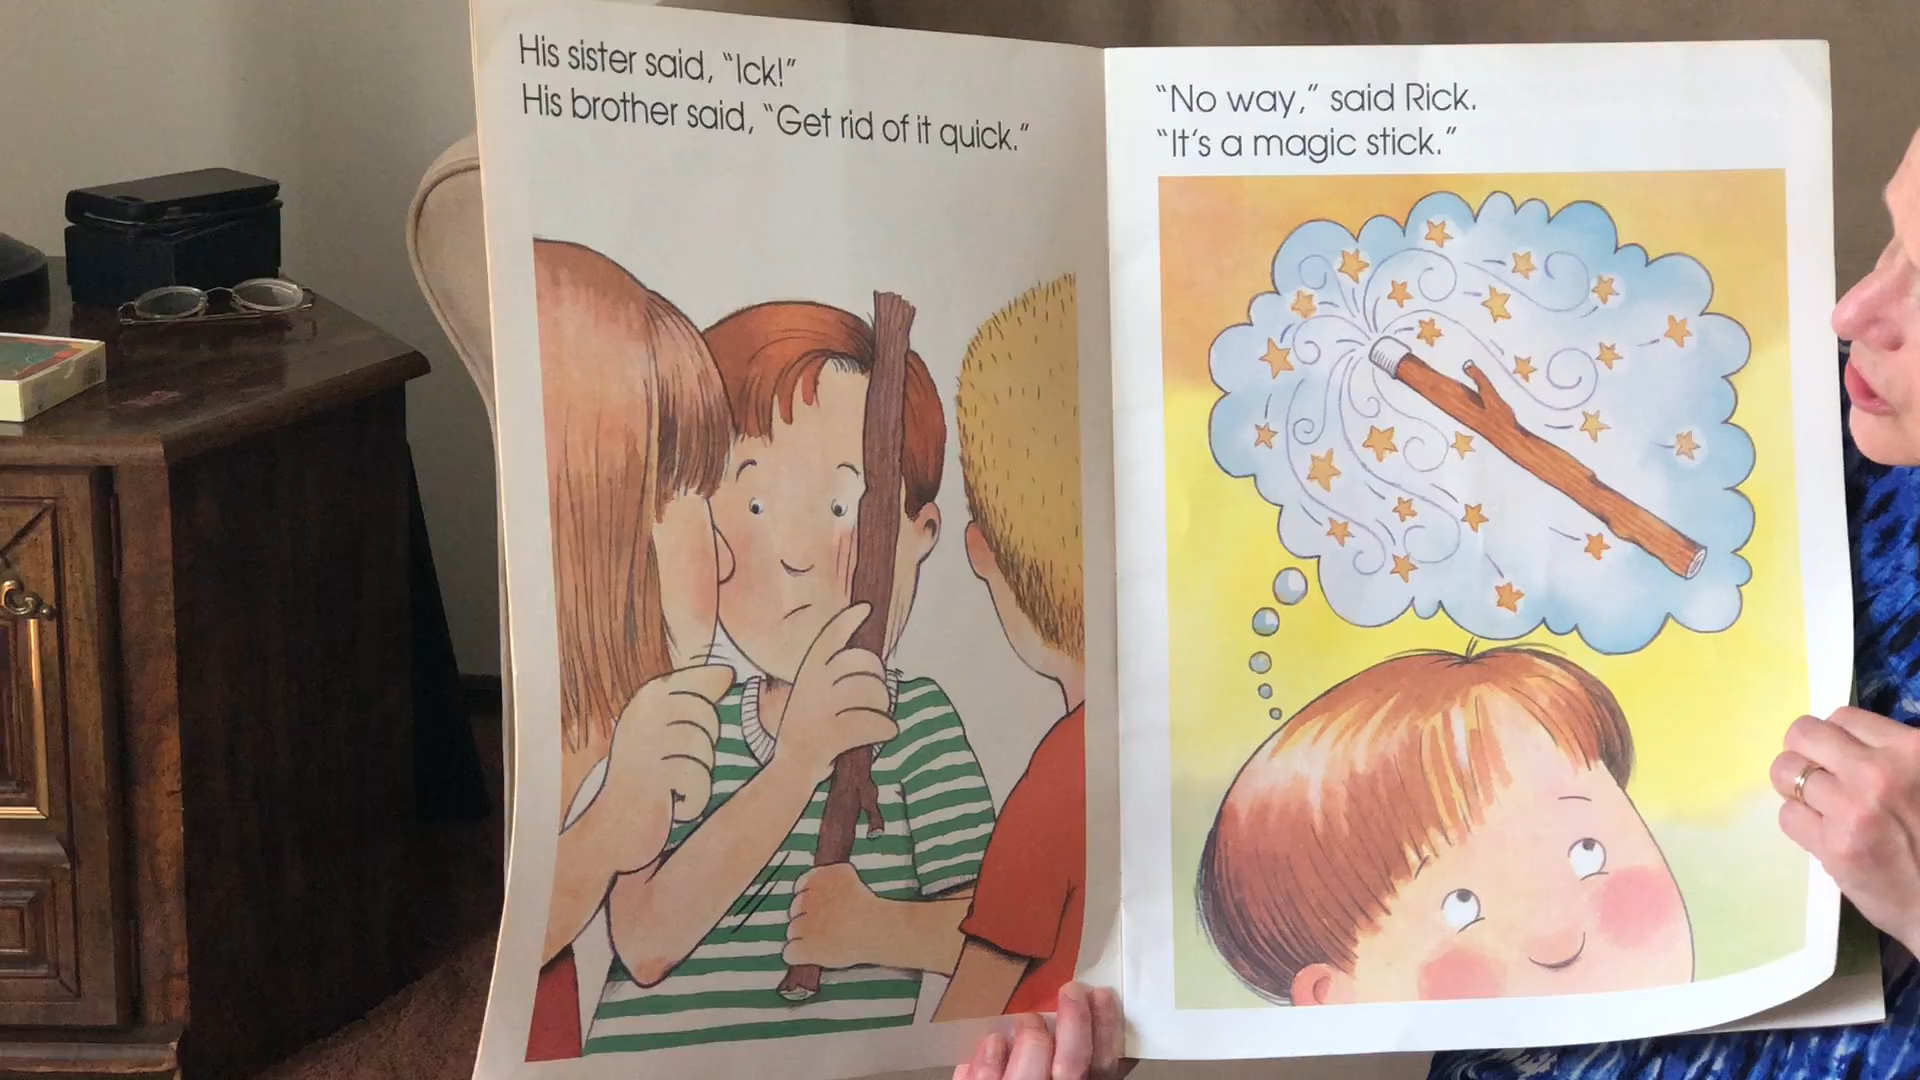 His sister said, “Ick!”
His brother said, “Get rid of it quick.”
“No way,” said Rick.
“It's a magic stick.”